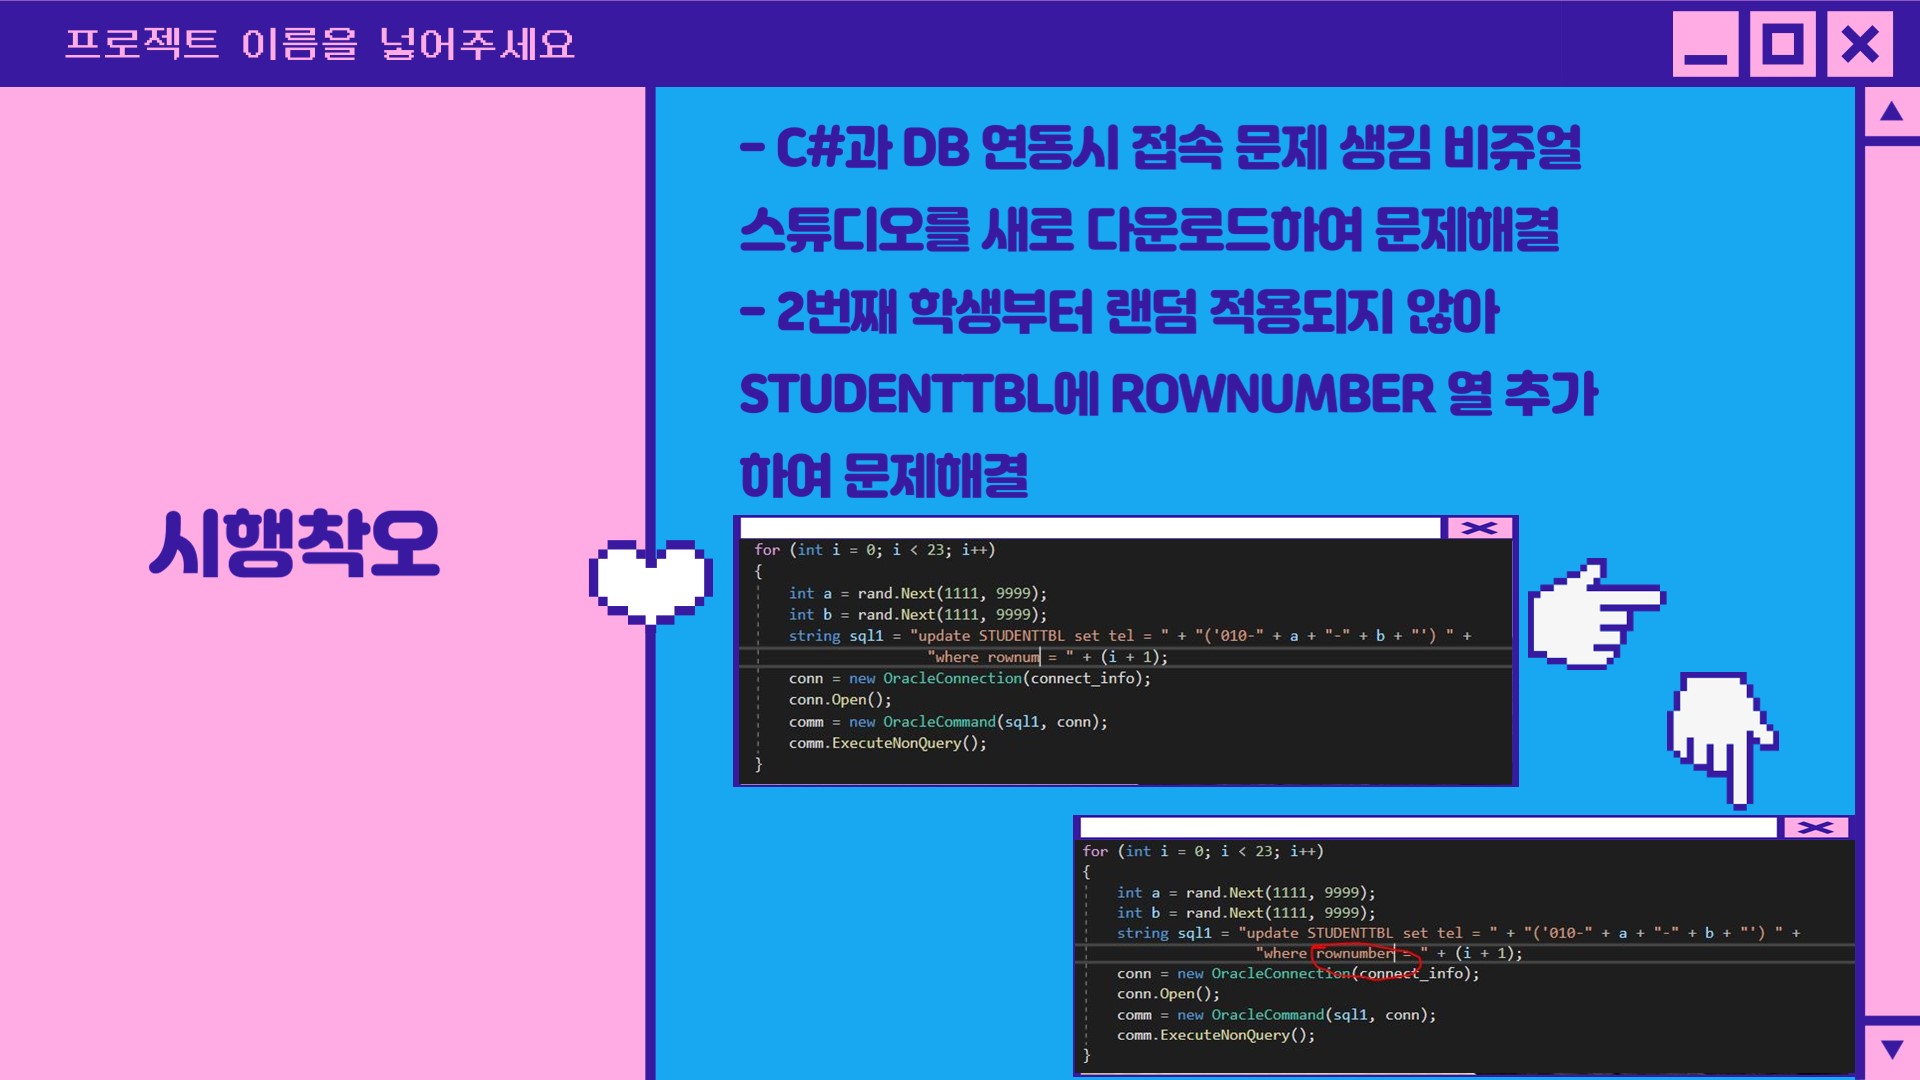 프로젝트 이름을 넣어주세요
시행착오
- C#과 DB 연동시 접속 문제 생김 비쥬얼
스튜디오를 새로 다운로드하여 문제해결
- 2번째 학생부터 랜덤 적용되지 않아
STUDENTTBL에 ROWNUMBER 열 추가
하여 문제해결
for (int i = 0; i < 23; i++)
{
int a = rand.Next(1111, 9999);
int b = rand.Next(1111, 9999);
string sql1 = "update STUDENTTBL set tel = " + "('010-" + a + "-" + b + "') " +
"where rownum = " + (i + 1);
conn = new OracleConnection(connect_info);
conn.Open();
comm = new OracleCommand(sql1, conn);
comm.ExecuteNonQuery();
}
for (int i = 0; i < 23; i++)
{
int a = rand.Next(1111, 9999);
int b = rand.Next(1111, 9999);
string sql1 = "update STUDENTTBL set tel = " + "('010-" + a + "-" + b + "') " +
"where rownumber = " + (i + 1);
conn = new OracleConnection(connect_info);
conn.Open();
comm = new OracleCommand(sql1, conn);
comm.ExecuteNonQuery();
}